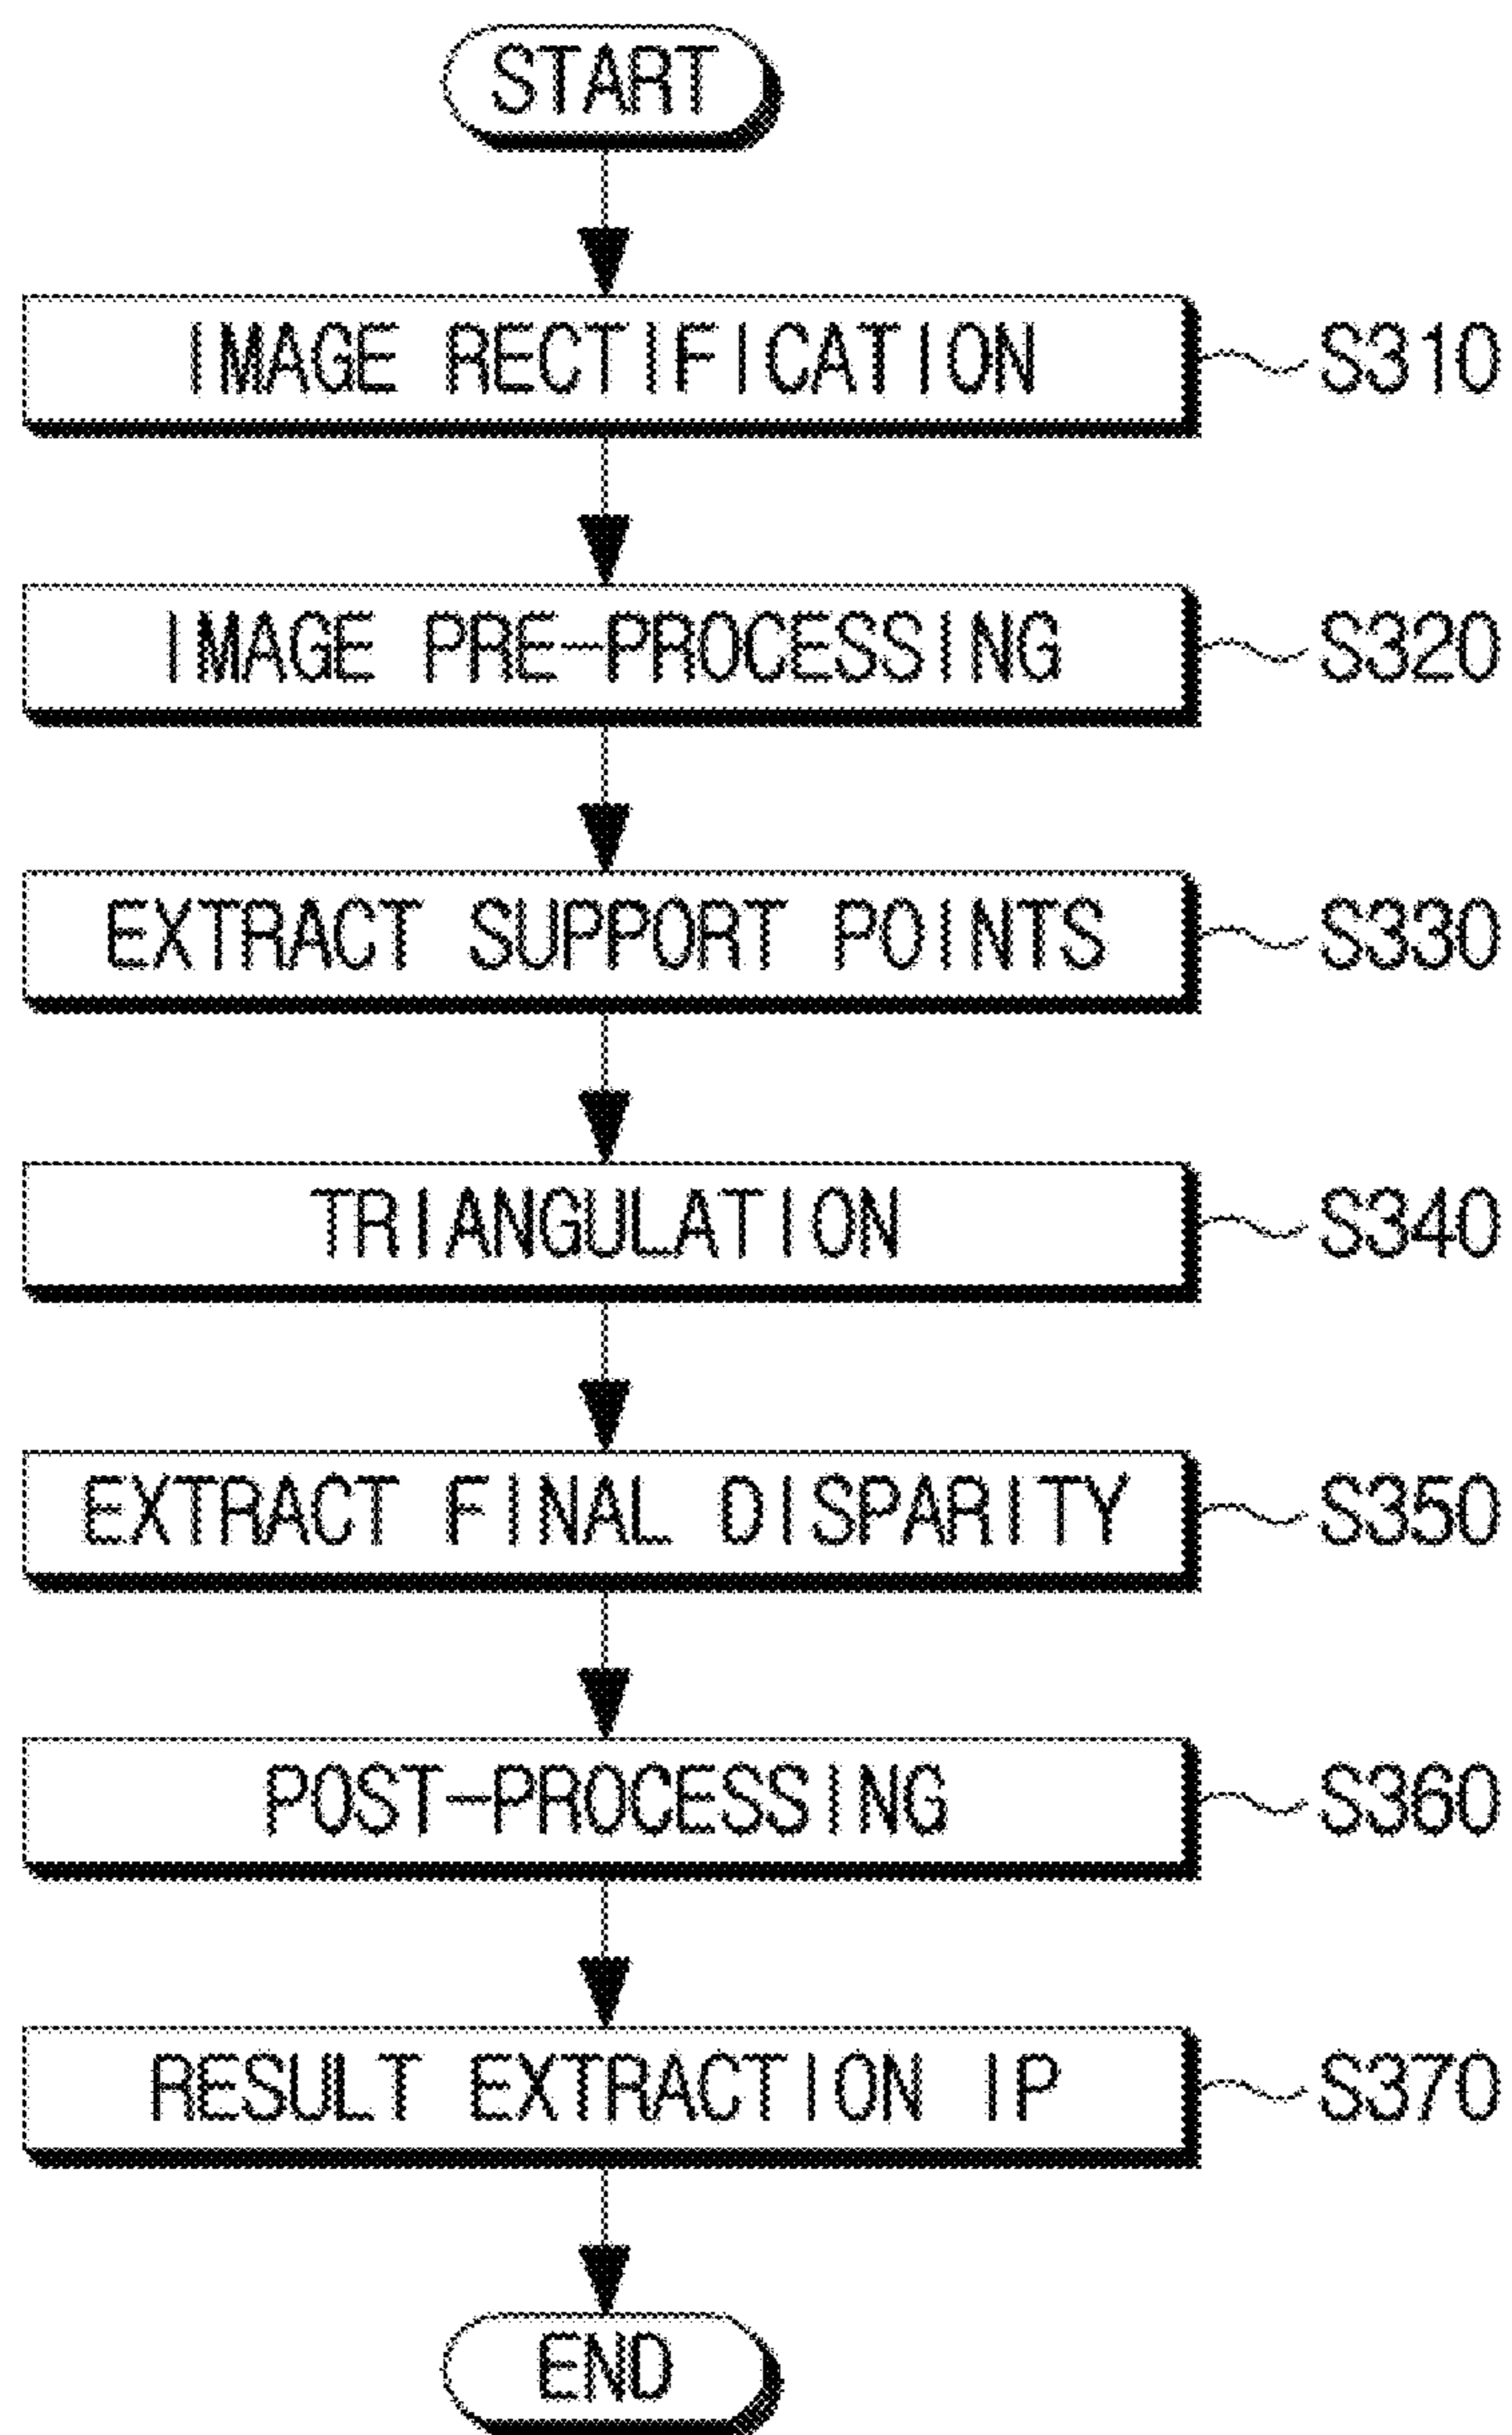 START
IMAGE RECTIFICATION S310
IMAGE PRE-PROCESSING S320
EXTRACT SUPPORT POINTS S330
TRIANGULATION S340
EXTRACT FINAL DISPARITY S350
POST-PROCESSING S360
RESULT EXTRACTION IP S370
END